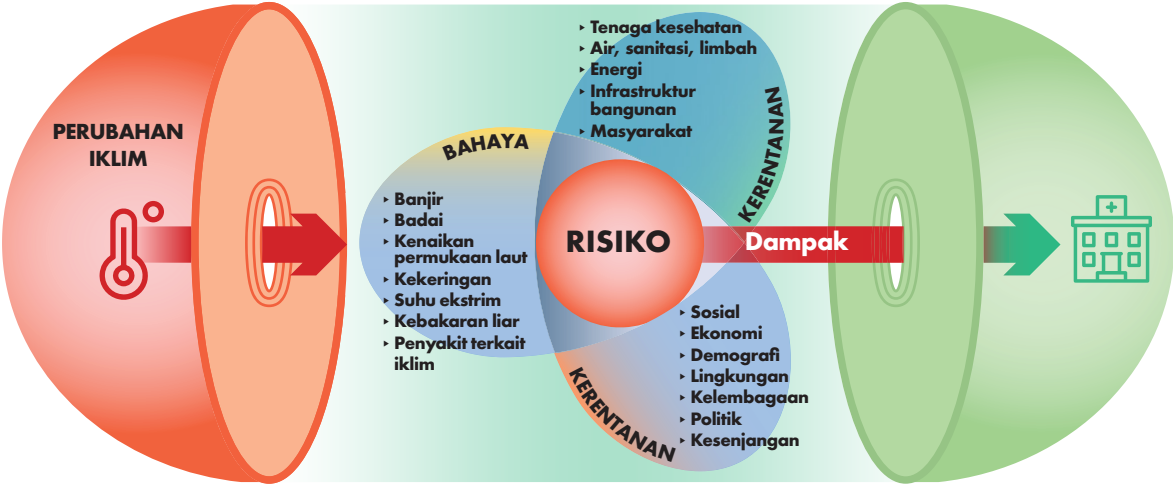 PERUBAHAN
IKLIM
BAHAYA
‣ Banjir
‣ Badai
‣ Kenaikan
permukaan laut
‣ Kekeringan
‣ Suhu ekstrim
‣ Kebakaran liar
‣ Penyakit terkait
iklim
‣ Tenaga kesehatan
‣ Air, sanitasi, limbah
‣ Energi
‣ Infrastruktur
bangunan
‣ Masyarakat
KERENTANAN
RISIKO
Dampak
‣ Sosial
‣ Ekonomi
‣ Demografi
‣ Lingkungan
‣ Kelembagaan
‣ Politik
‣ Kesenjangan
KERENTANAN